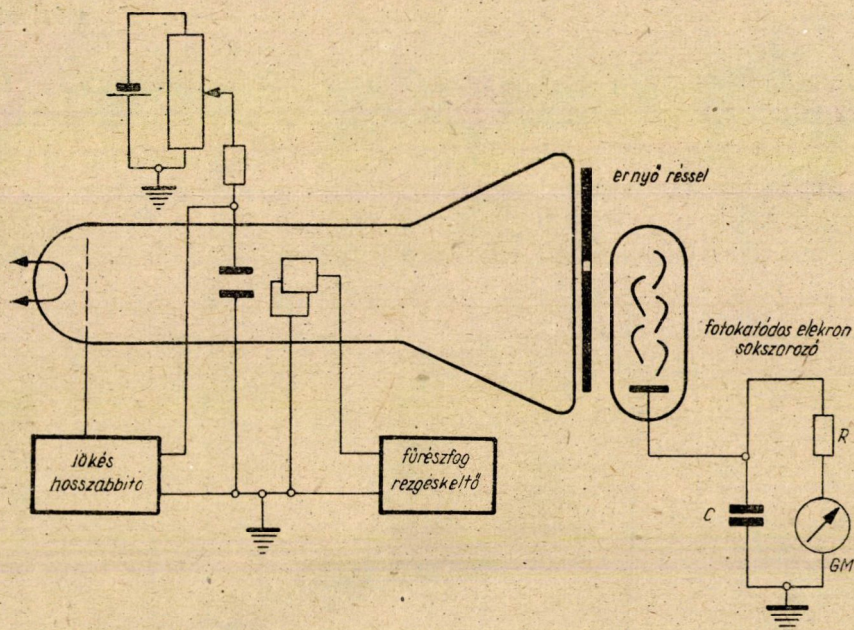 ernyő réssel
fotokatódos elekron
sokszorozó
lökés
hosszabbító
fűrészfog
rezgéskeltő
R
C
GM